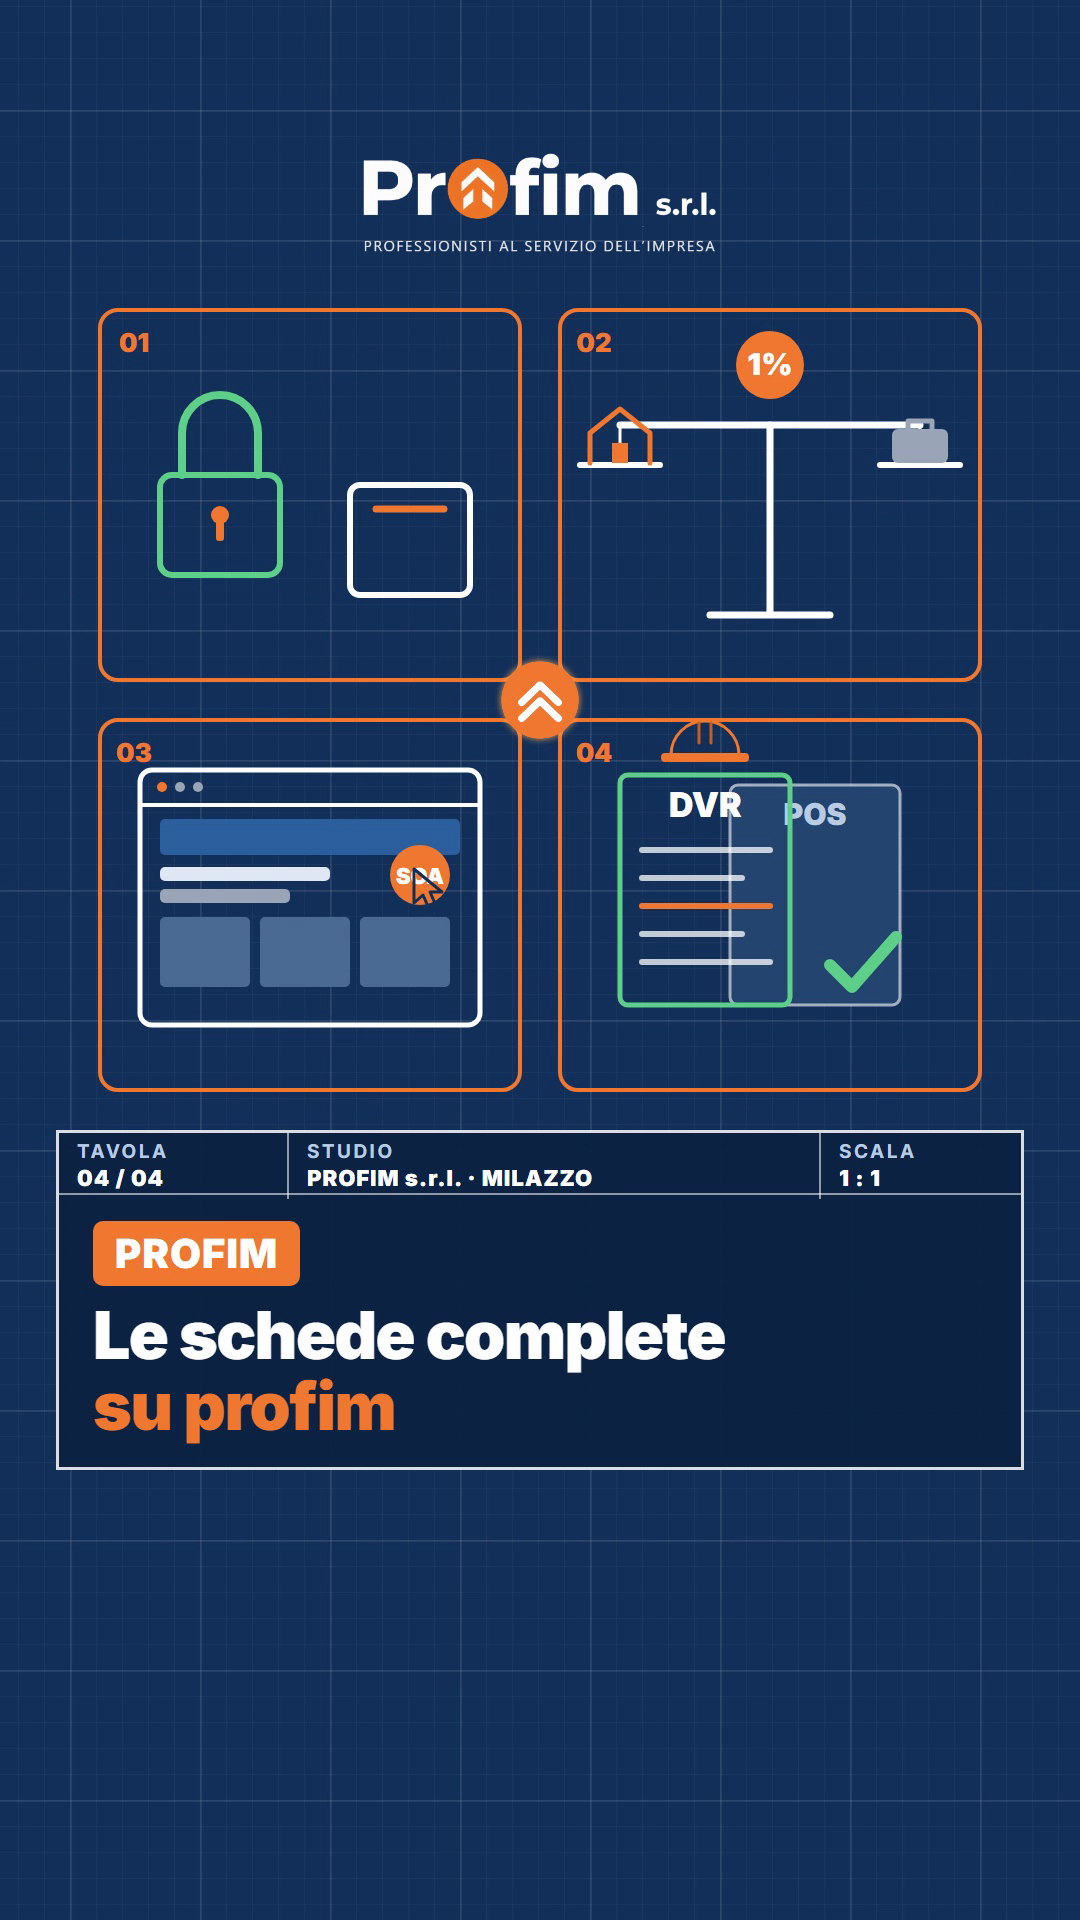 Profim s.r.l.
PROFESSIONISTI AL SERVIZIO DELL'IMPRESA
01
02
1%
03
SOA
04
DVR
POS
TAVOLA
04 / 04
STUDIO
PROFIM s.r.l. · MILAZZO
SCALA
1 : 1
PROFIM
Le schede complete
su profim